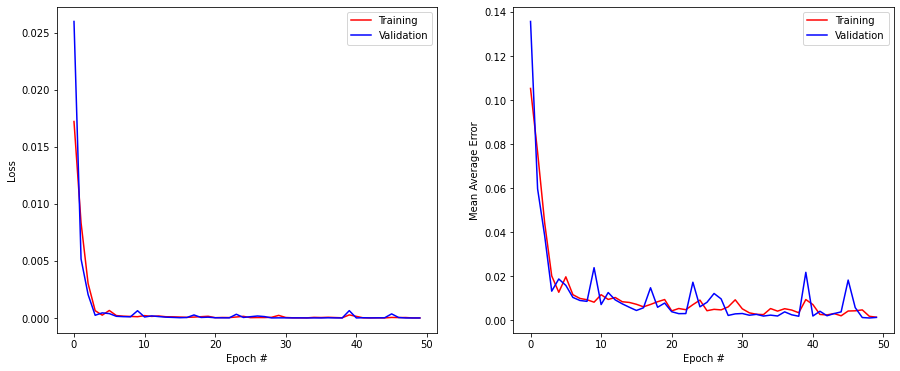 Training
Validation
0.025
0.020
0.015
0.010
0.005
0.000
Loss
0 10 20 30 40 50
Epoch #
Training
Validation
0.14
0.12
0.10
0.08
0.06
0.04
0.02
0.00
Mean Average Error
0 10 20 30 40 50
Epoch #